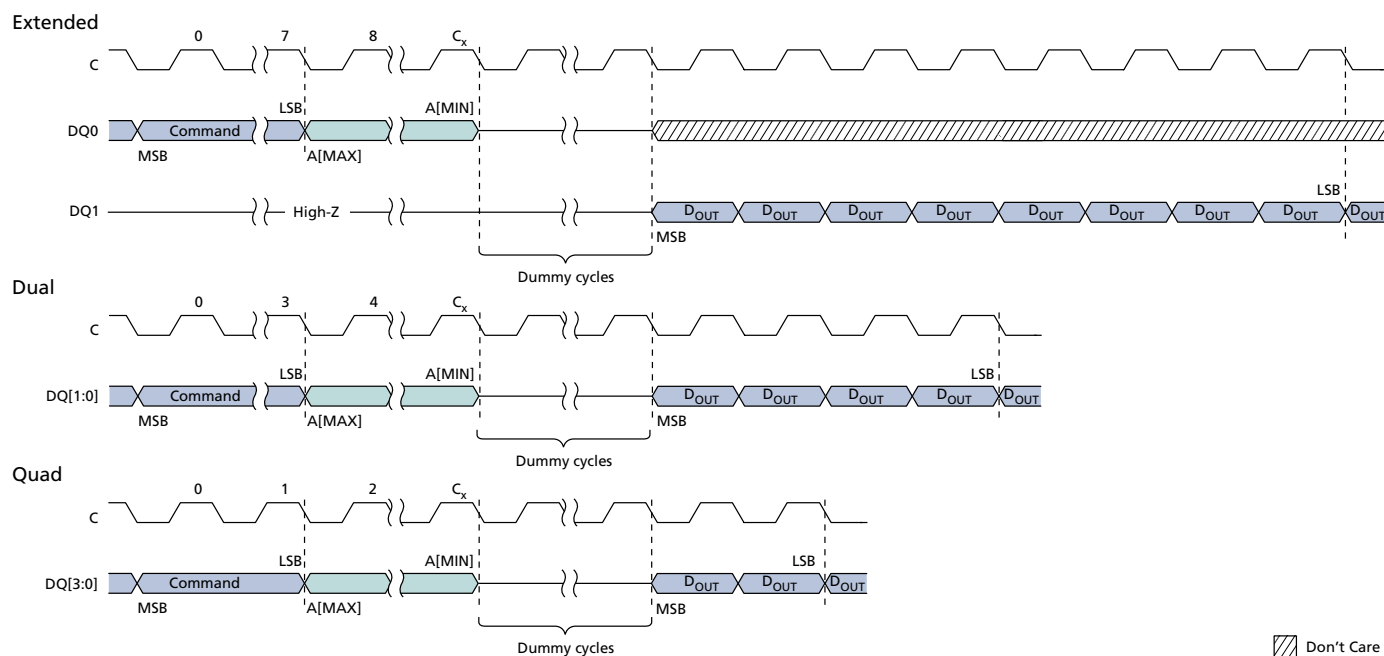 Extended
0 7 8 Cx
C
LSB A[MIN]
DQ0 Command
MSB A[MAX]
LSB
DQ1 High-Z DOUT DOUT DOUT DOUT DOUT DOUT DOUT DOUT DOUT
MSB
Dummy cycles
Dual
0 3 4 Cx
C
LSB A[MIN] LSB
DQ[1:0] Command DOUT DOUT DOUT DOUT DOUT
MSB A[MAX] MSB
Dummy cycles
Quad
0 1 2 Cx
C
LSB A[MIN] LSB
DQ[3:0] Command DOUT DOUT DOUT
MSB A[MAX] MSB
Dummy cycles
Don't Care